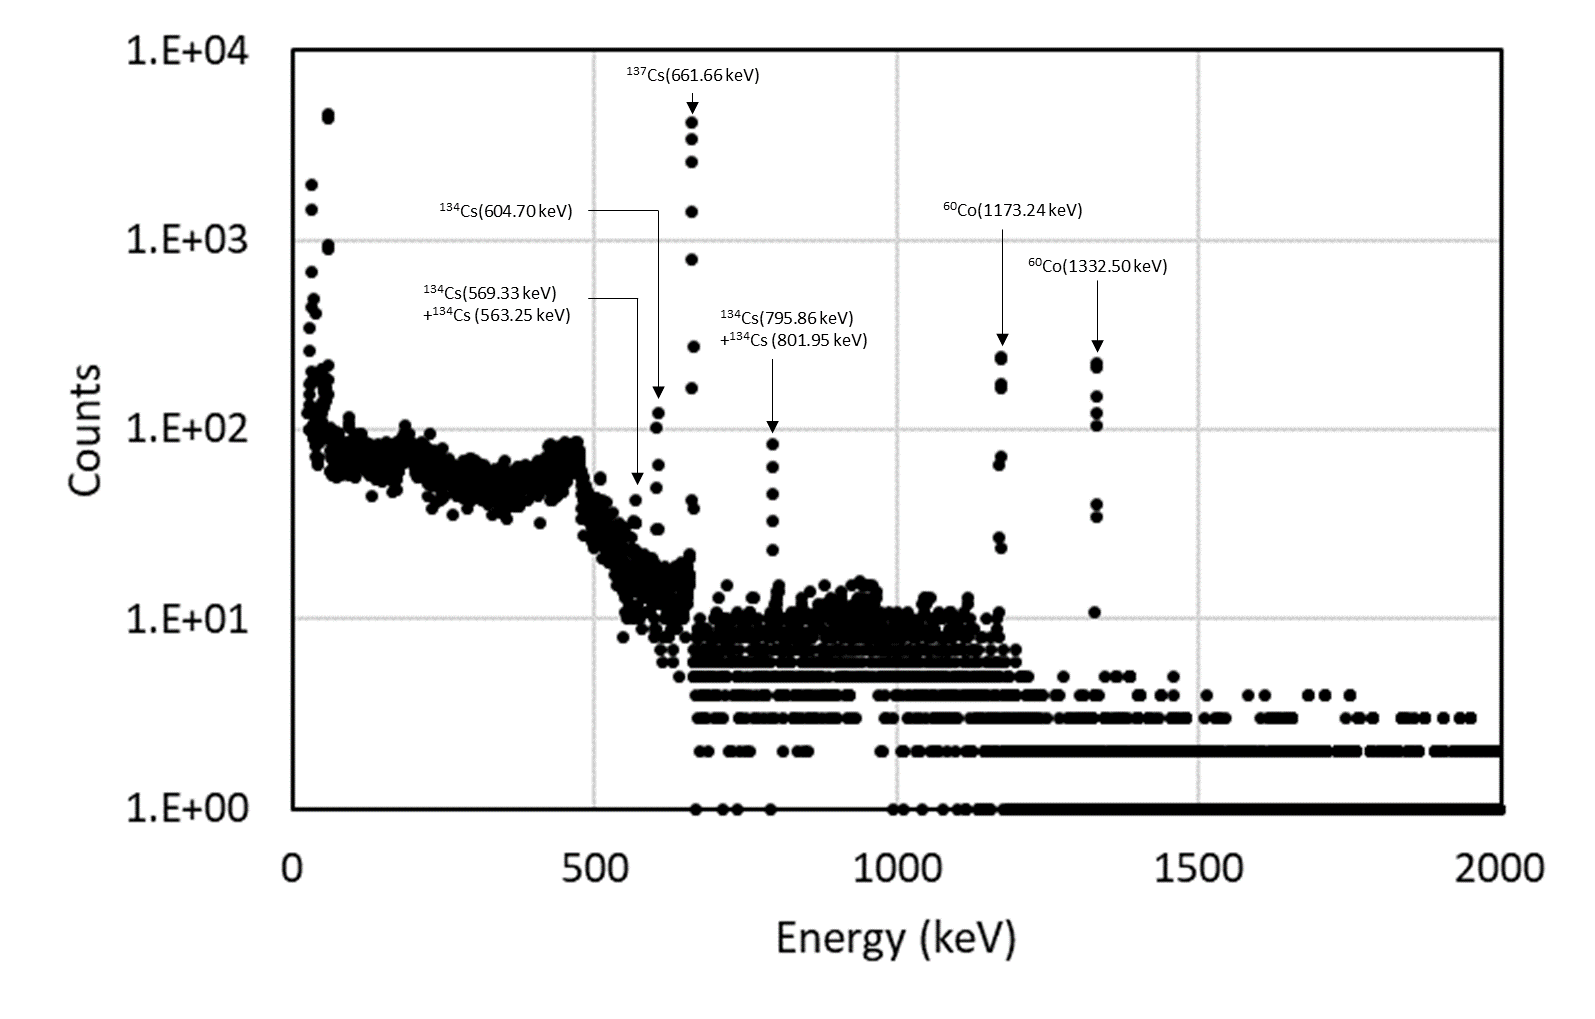 1.E+04
1.E+03
1.E+02
1.E+01
1.E+00
Counts
¹³⁷Cs(661.66 keV)
¹³⁴Cs(604.70 keV)
¹³⁴Cs(569.33 keV)
+¹³⁴Cs (563.25 keV)
¹³⁴Cs(795.86 keV)
+¹³⁴Cs (801.95 keV)
⁶⁰Co(1173.24 keV)
⁶⁰Co(1332.50 keV)
0 500 1000 1500 2000
Energy (keV)